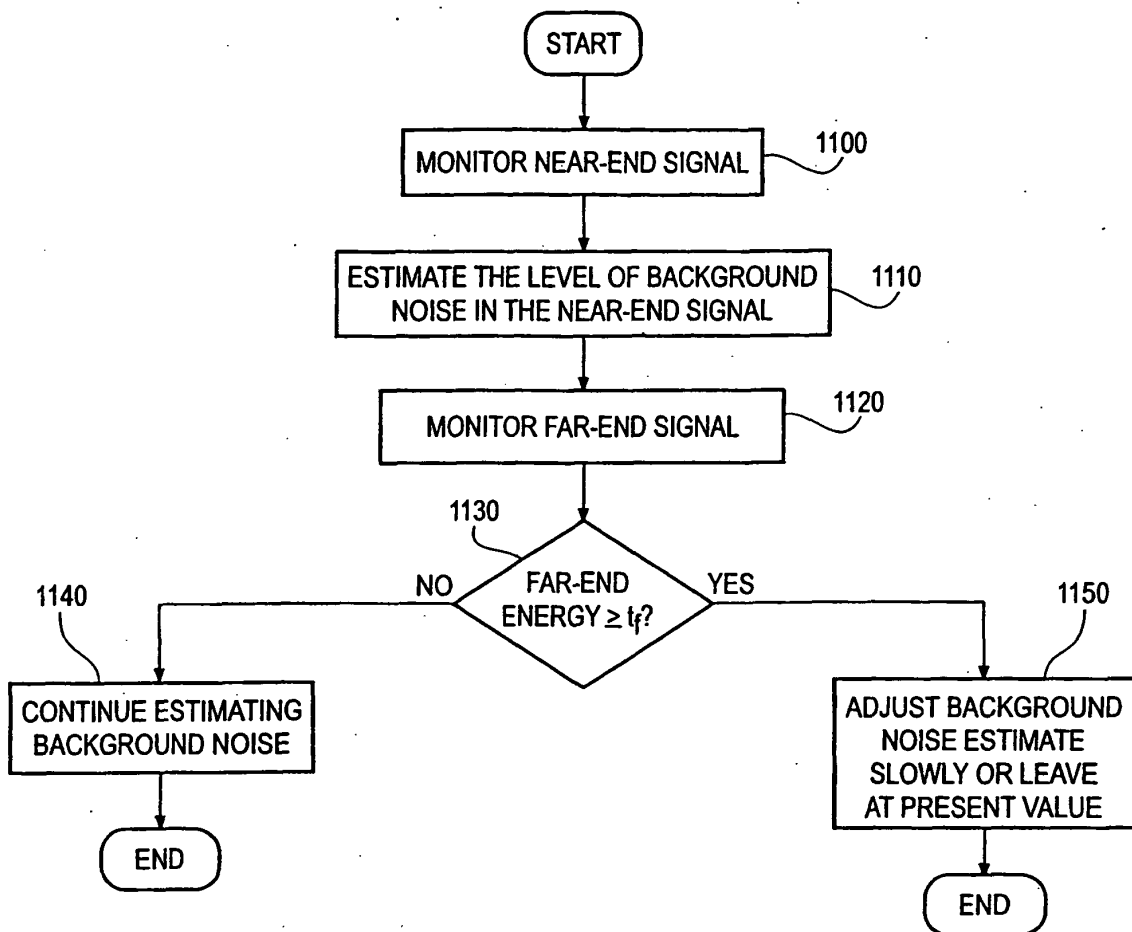 START
MONITOR NEAR-END SIGNAL
1100
ESTIMATE THE LEVEL OF BACKGROUND
NOISE IN THE NEAR-END SIGNAL
1110
MONITOR FAR-END SIGNAL
1120
1130
FAR-END
ENERGY ≥ tf?
NO
YES
1140
CONTINUE ESTIMATING
BACKGROUND NOISE
END
1150
ADJUST BACKGROUND
NOISE ESTIMATE
SLOWLY OR LEAVE
AT PRESENT VALUE
END